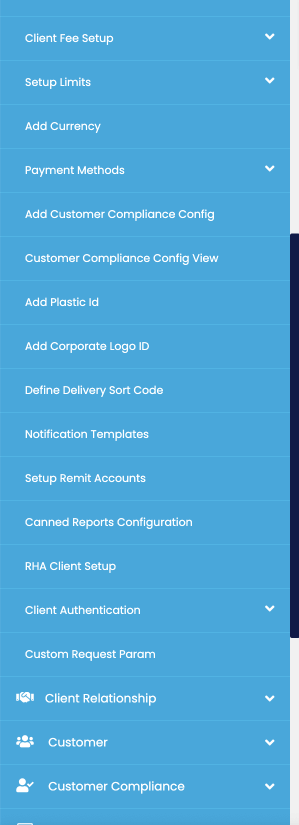 Client Fee Setup
Setup Limits
Add Currency
Payment Methods
Add Customer Compliance Config
Customer Compliance Config View
Add Plastic Id
Add Corporate Logo ID
Define Delivery Sort Code
Notification Templates
Setup Remit Accounts
Canned Reports Configuration
RHA Client Setup
Client Authentication
Custom Request Param
Client Relationship
Customer
Customer Compliance